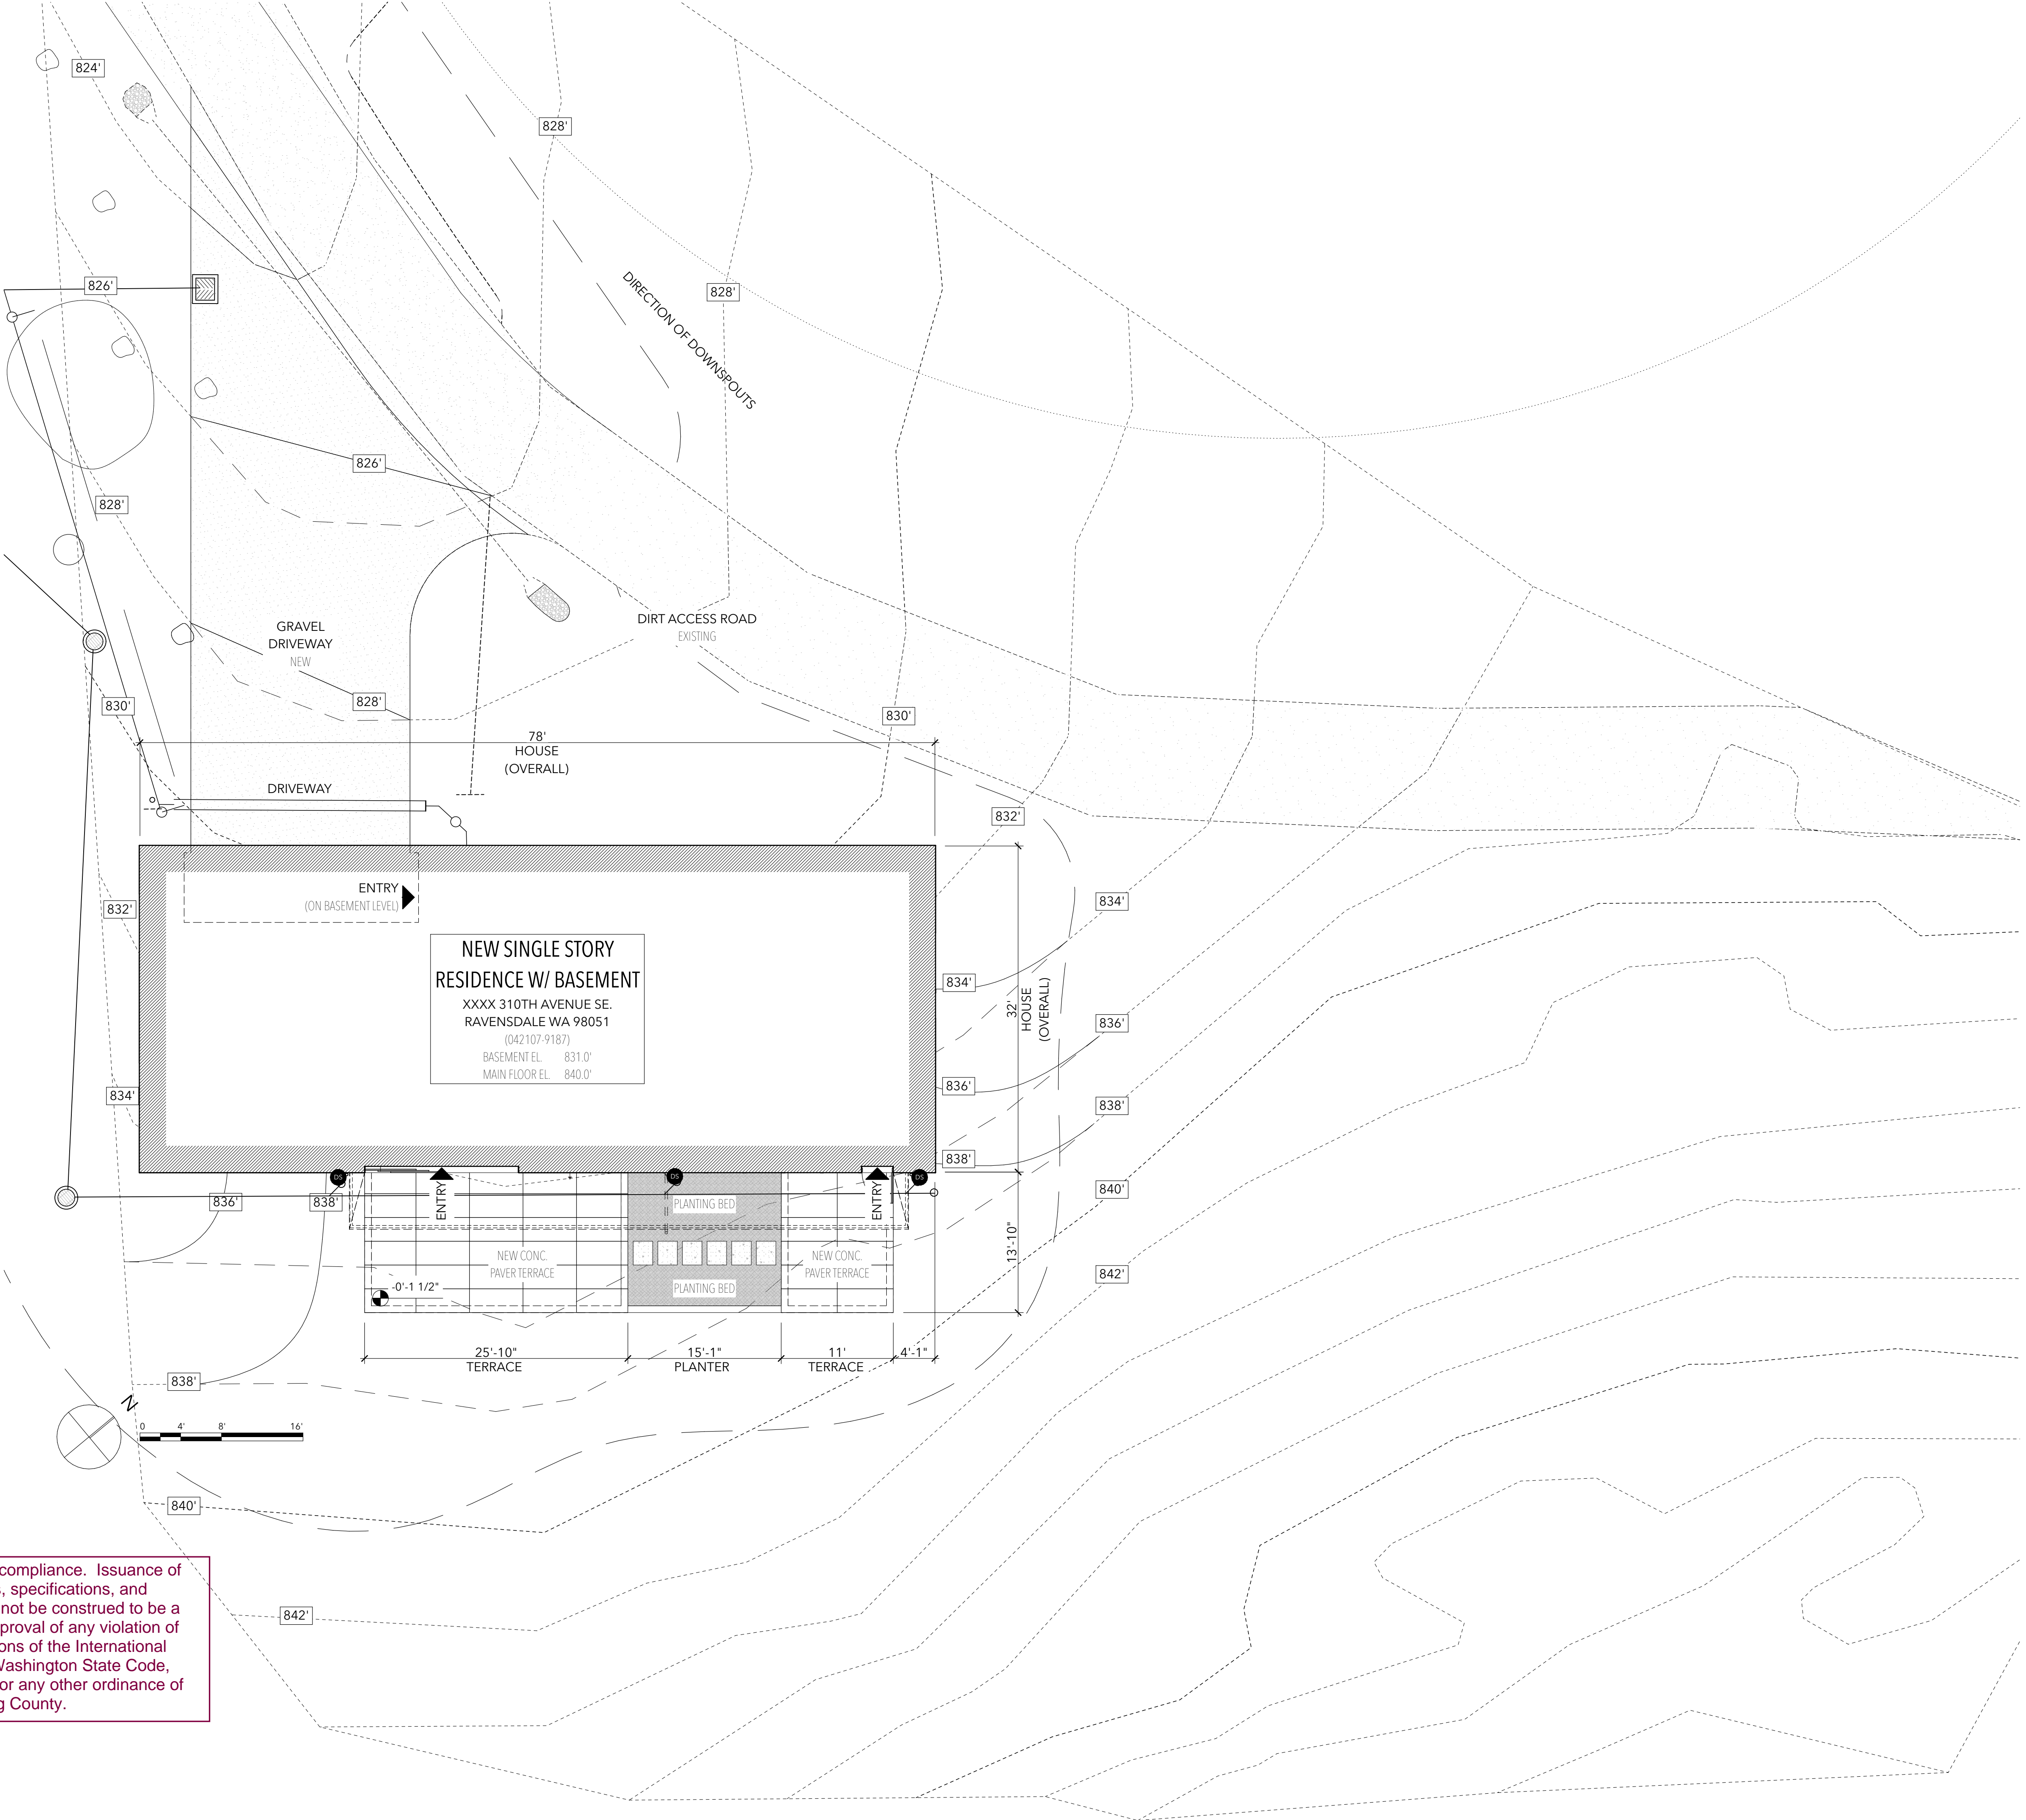 824'
828'
826'
828'
DIRECTION OF DOWNSPOUTS
826'
828'
GRAVEL
DRIVEWAY
NEW
DIRT ACCESS ROAD
EXISTING
828'
830'
830'
78'
HOUSE
(OVERALL)
DRIVEWAY
832'
ENTRY
(ON BASEMENT LEVEL)
832'
834'
NEW SINGLE STORY
RESIDENCE W/ BASEMENT
XXXX 310TH AVENUE SE.
RAVENSDALE WA 98051
(042107-9187)
BASEMENT EL. 831.0'
MAIN FLOOR EL. 840.0'
834'
32'
HOUSE
(OVERALL)
836'
836'
834'
838'
838'
DS
DS
DS
836'
838'
ENTRY
PLANTING BED
ENTRY
840'
NEW CONC.
PAVER TERRACE
NEW CONC.
PAVER TERRACE
13'-10"
842'
-0'-1 1/2"
PLANTING BED
25'-10"
TERRACE
15'-1"
PLANTER
11'
TERRACE
4'-1"
838'
N
0 4' 8' 16'
840'
842'
compliance. Issuance of
, specifications, and
not be construed to be a
proval of any violation of
ons of the International
Washington State Code,
or any other ordinance of
g County.